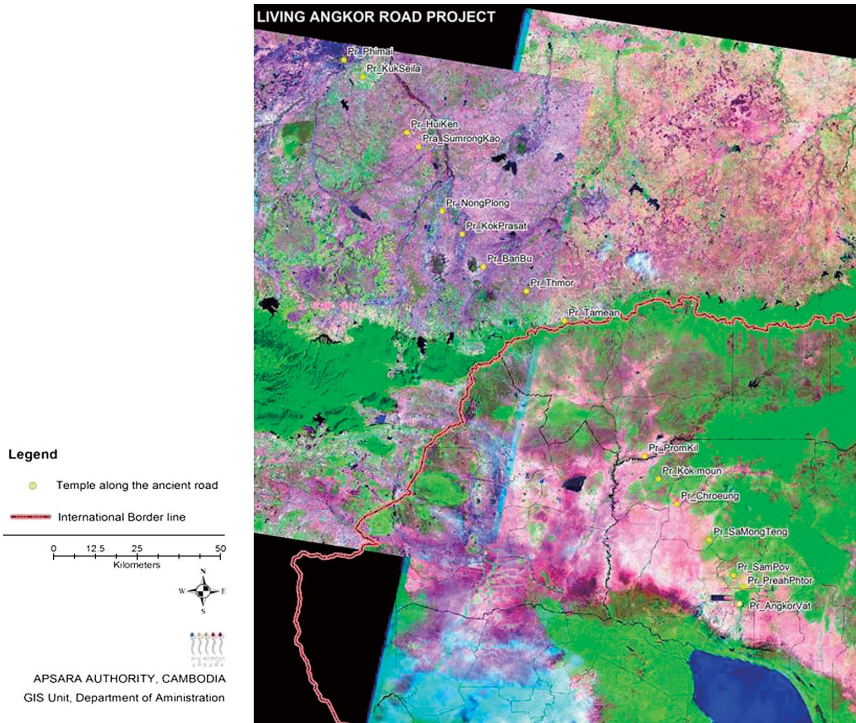 LIVING ANGKOR ROAD PROJECT
Pr_Phimai
Pr_KukSeila
Pr_HuiKen
Pra_SumrongKao
Pr_NongPlong
Pr_KokPrasat
Pr_BanBu
Pr_Thmor
Pr_Tamean
Pr_PromKil
Pr_Kok moun
Pr_Chroeung
Pr_SaMongTeng
Pr_SamPov
Pr_PreahPhtor
Pr_AngkorVat
Legend
Temple along the ancient road
International Border line
0 12.5 25 50
Kilometers
N
W E
S
APSARA
APSARA AUTHORITY, CAMBODIA
GIS Unit, Department of Aministration